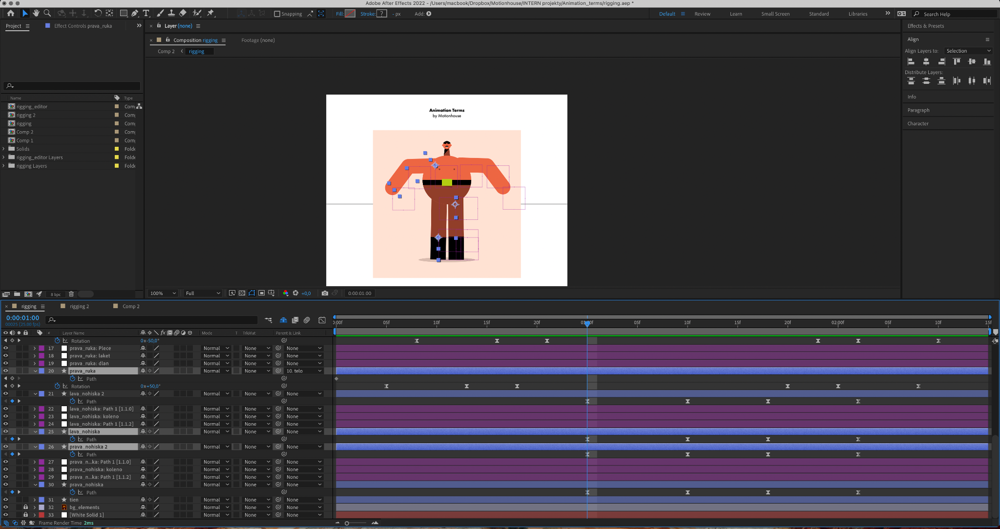 Adobe After Effects 2022 - /Users/macbook/Dropbox/Motionhouse/INTERN projekty/Animation_terms/rigging.aep *
Snapping
Fill:
Stroke: ? - px
Add:
Default
Review
Learn
Small Screen
Standard
Libraries
Search Help
Project
Effect Controls prava_ruka
Layer (none)
Composition rigging
Footage (none)
Comp 2
rigging
Name
Type
rigging_editor
Com
rigging 2
Com
rigging
Com
Comp 2
Com
Comp 1
Com
Solids
Folde
rigging_editor Layers
Folde
rigging Layers
Folde
8 bpc
Animation Terms
by Motionhouse
100%
Full
+0,0
0:00:01:00
Effects & Presets
Align
Align Layers to:
Selection
Distribute Layers:
Info
Paragraph
Character
rigging
rigging 2
Comp 2
0:00:01:00
00025 (25.00 fps)
0:00f
05f
10f
15f
20f
01:00f
05f
10f
15f
20f
02:00f
05f
10f
15f
#
Layer Name
fx
Mode
T
TrkMat
Parent & Link
Rotation
0x-50,0°
17 prava_ruka: Plece Normal None None
18 prava_ruka: laket Normal None None
19 prava_ruka: dlan Normal None None
20 prava_ruka Normal None 10. telo
Path
Rotation
0x+50,0°
21 lava_nohiska 2 Normal None None
Path
22 lava_nohiska: Path 1 [1.1.0] Normal None None
23 lava_nohiska: koleno Normal None None
24 lava_nohiska: Path 1 [1.1.2] Normal None None
25 lava_nohiska Normal None None
Path
26 prava_nohiska 2 Normal None None
Path
27 prava_n...ka: Path 1 [1.1.0] Normal None None
28 prava_nohiska: koleno Normal None None
29 prava_n...ka: Path 1 [1.1.2] Normal None None
30 prava_nohiska Normal None None
Path
31 tien Normal None None
32 bg_elements Normal None None
33 [White Solid 1] Normal None None
Frame Render Time 2ms